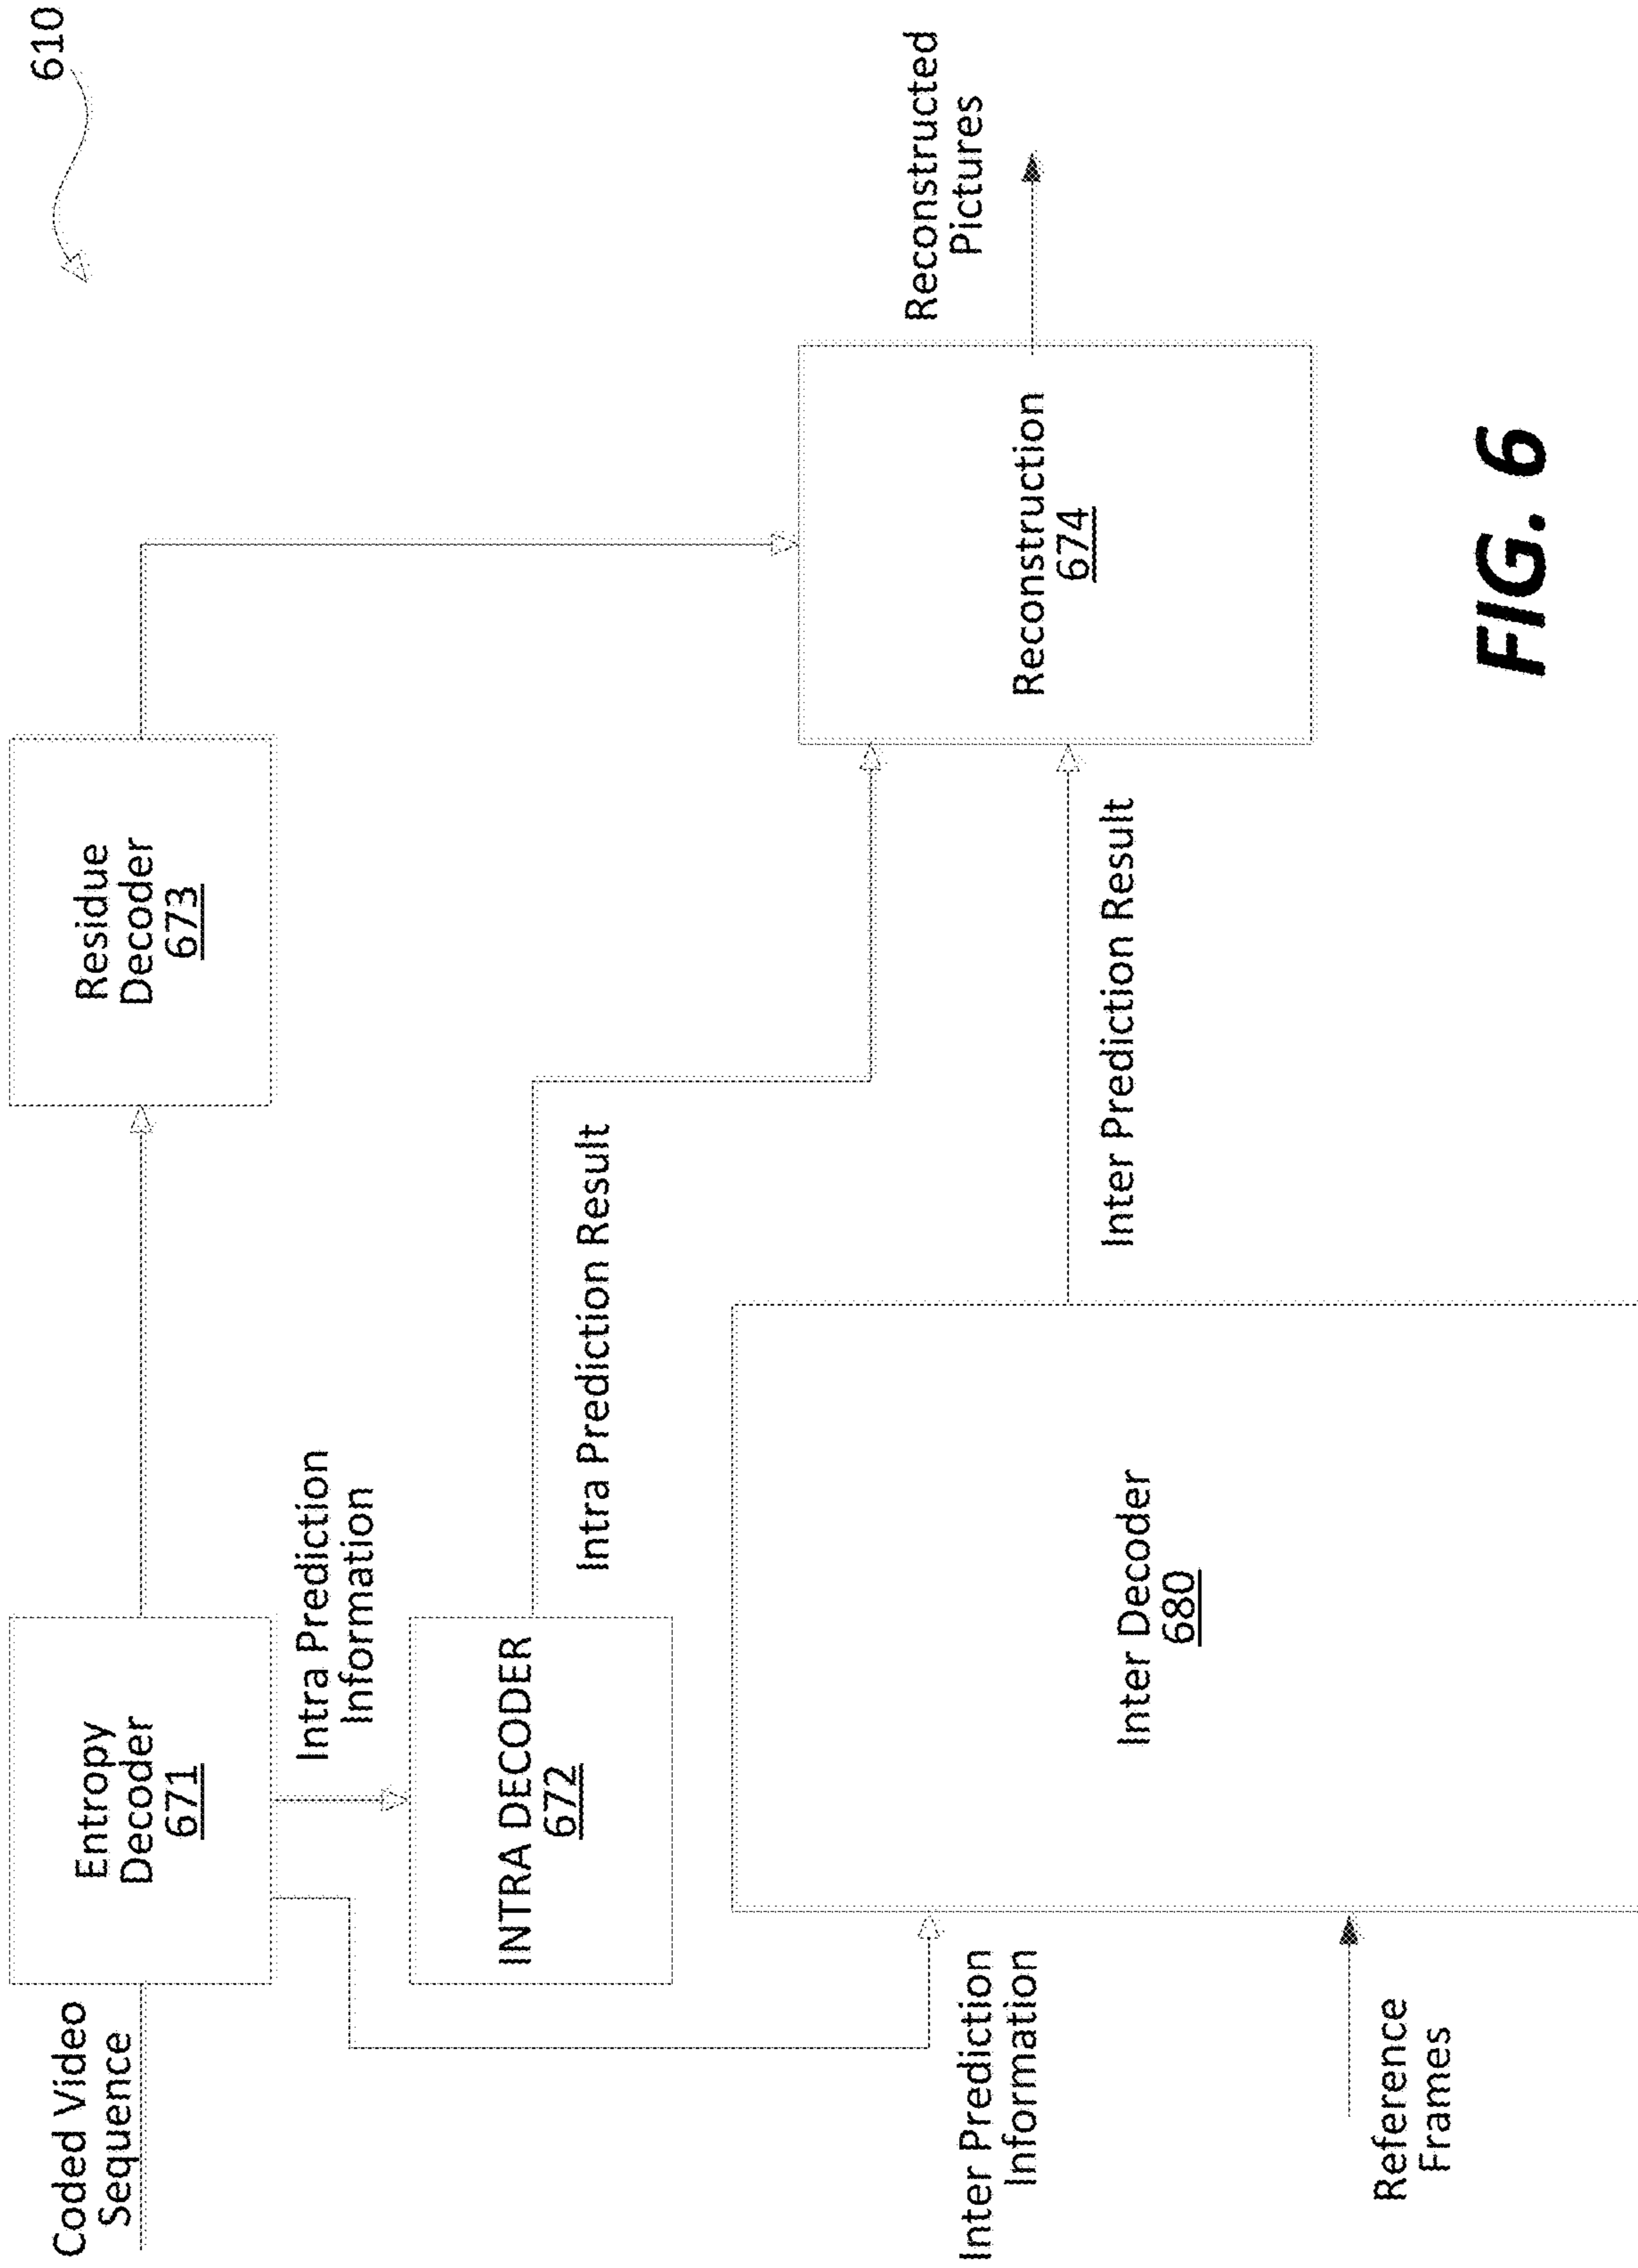 610
Coded Video
Sequence
Entropy
Decoder
671
Residue
Decoder
673
Intra Prediction
Information
INTRA DECODER
672
Intra Prediction Result
Reconstructed
Pictures
Reconstruction
674
Inter Prediction
Information
Inter Decoder
680
Inter Prediction Result
Reference
Frames
FIG. 6